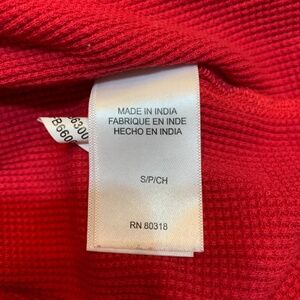 MADE IN INDIA
FABRIQUE EN INDE
HECHO EN INDIA
S/P/CH
RN 80318